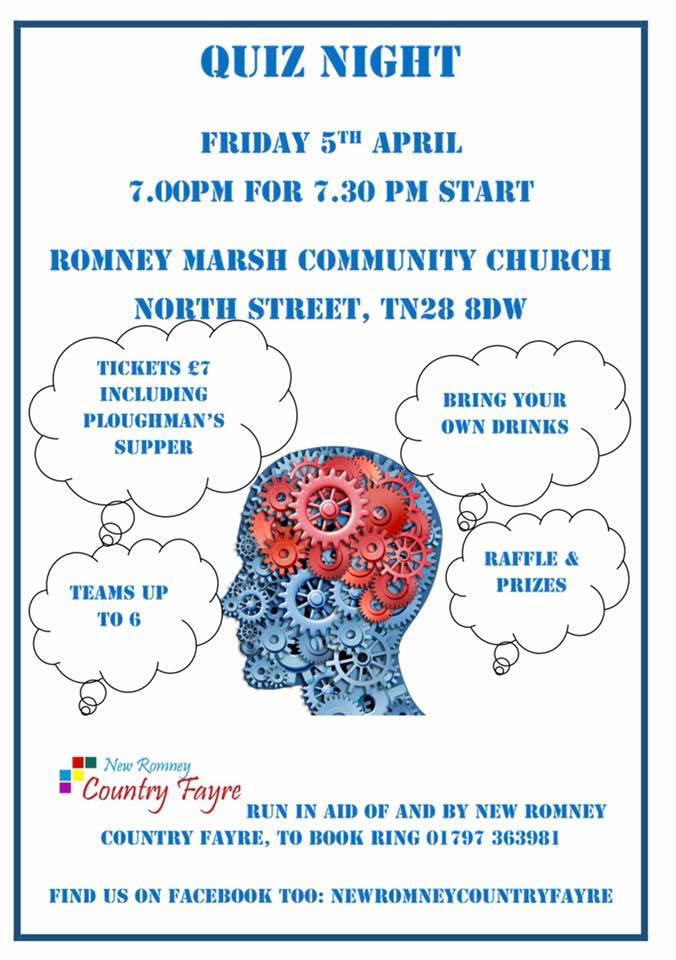 QUIZ NIGHT
FRIDAY 5TH APRIL
7.00PM FOR 7.30 PM START
ROMNEY MARSH COMMUNITY CHURCH
NORTH STREET, TN28 8DW
TICKETS £7
INCLUDING
PLOUGHMAN'S
SUPPER
BRING YOUR
OWN DRINKS
TEAMS UP
TO 6
RAFFLE &
PRIZES
New Romney
Country Fayre
RUN IN AID OF AND BY NEW ROMNEY
COUNTRY FAYRE, TO BOOK RING 01797 363981
FIND US ON FACEBOOK TOO: NEWROMNEYCOUNTRYFAYRE